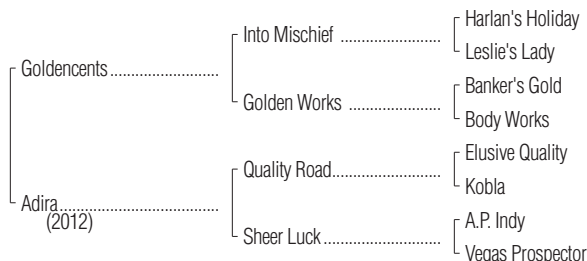 Harlan's Holiday
Into Mischief ....................
Leslie's Lady
Goldencents......................
Banker's Gold
Golden Works ..................
Body Works
Elusive Quality
Quality Road......................
Kobla
Adira................................
(2012)
A.P. Indy
Sheer Luck .......................
Vegas Prospector